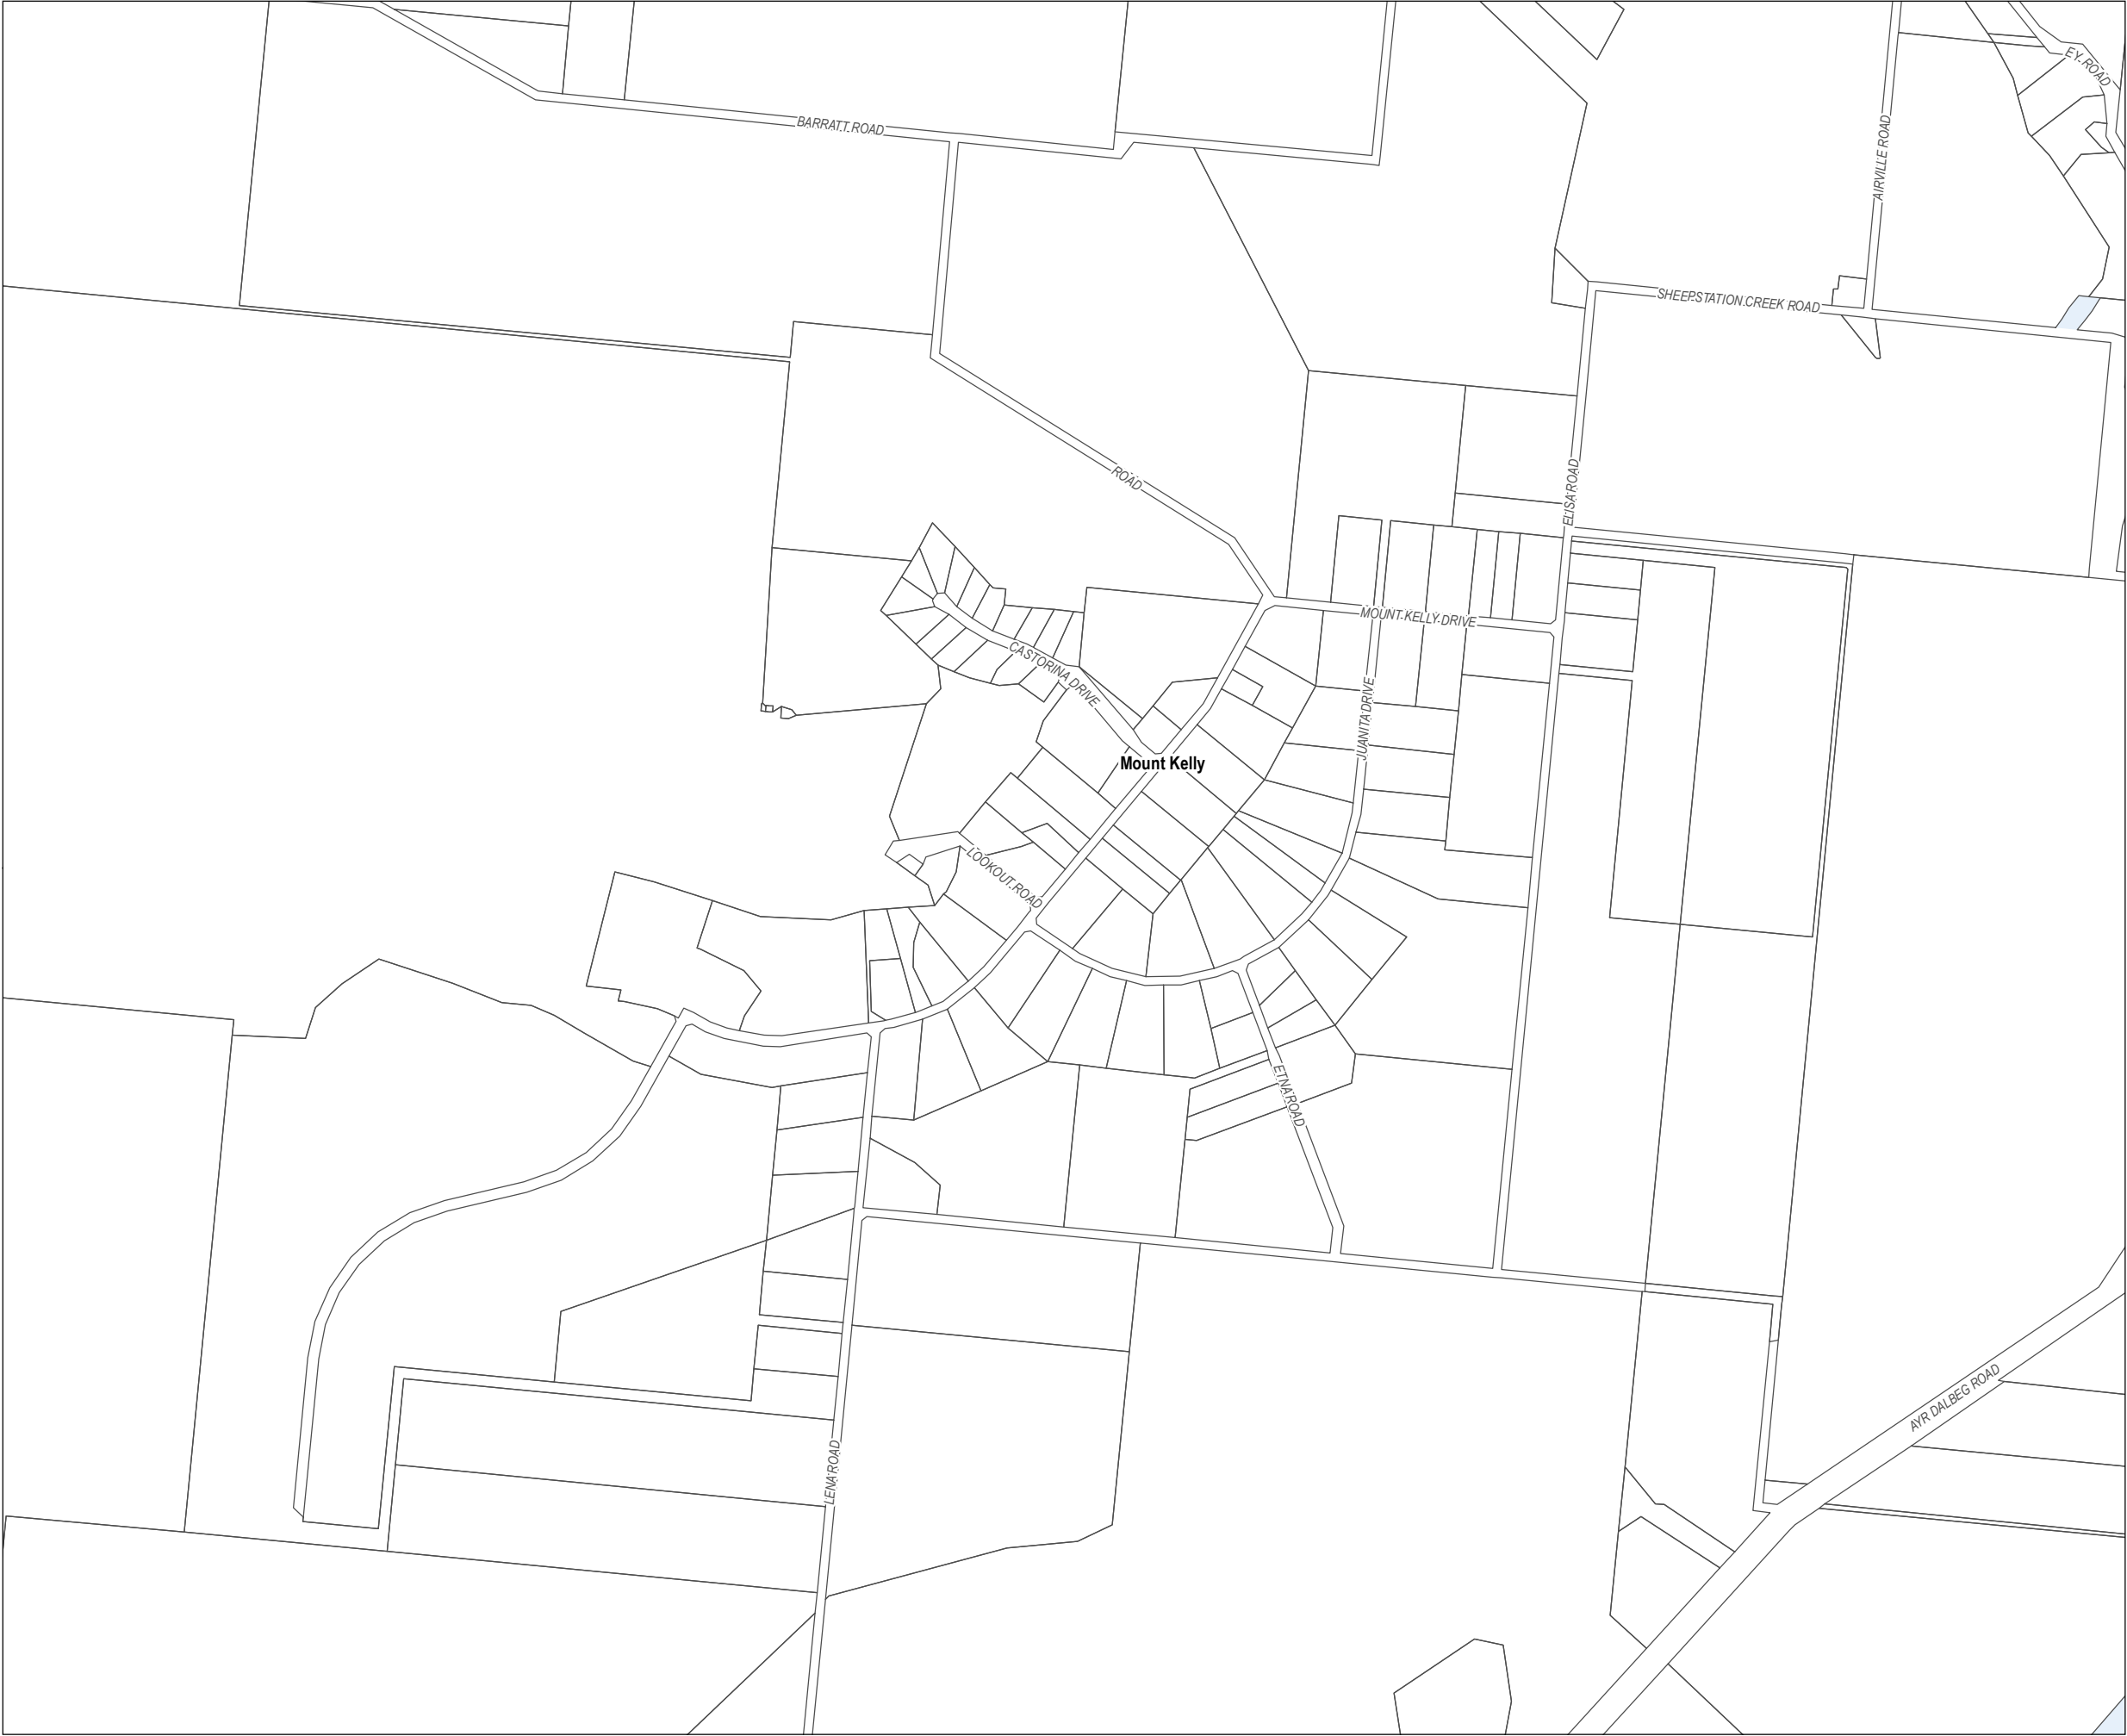 EY ROAD
BARRATT ROAD
AIRVILLE ROAD
SHEEPSTATION CREEK ROAD
ROAD
ELISA ROAD
MOUNT KELLY DRIVE
CASTORINA DRIVE
JUANITA DRIVE
Mount Kelly
LOOKOUT ROAD
ETNA ROAD
AYR DALBEG ROAD
LENA ROAD